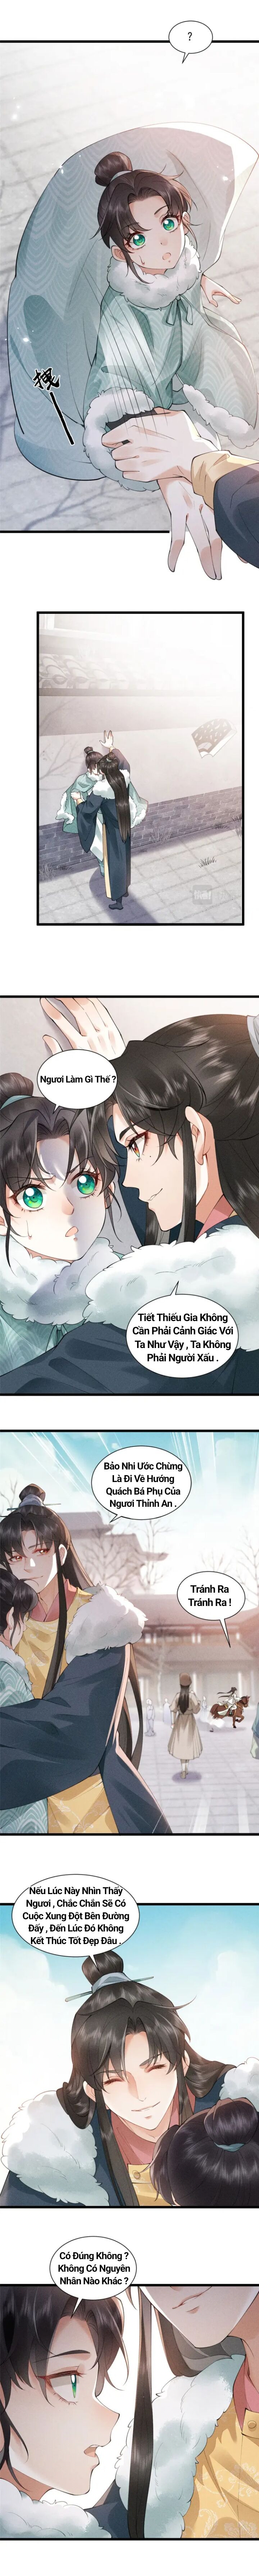 ?
拽
Ngươi Làm Gì Thế ?
Tiết Thiếu Gia Không
Cần Phải Cảnh Giác Với
Ta Như Vậy , Ta Không
Phải Người Xấu .
Bảo Nhi Ước Chừng
Là Đi Về Hướng
Quách Bá Phụ Của
Ngươi Thỉnh An .
Tránh Ra
Tránh Ra !
Nếu Lúc Này Nhìn Thấy
Ngươi , Chắc Chắn Sẽ Có
Cuộc Xung Đột Bên Đường
Đấy , Đến Lúc Đó Không
Kết Thúc Tốt Đẹp Đâu .
Có Đúng Không ?
Không Có Nguyên
Nhân Nào Khác ?